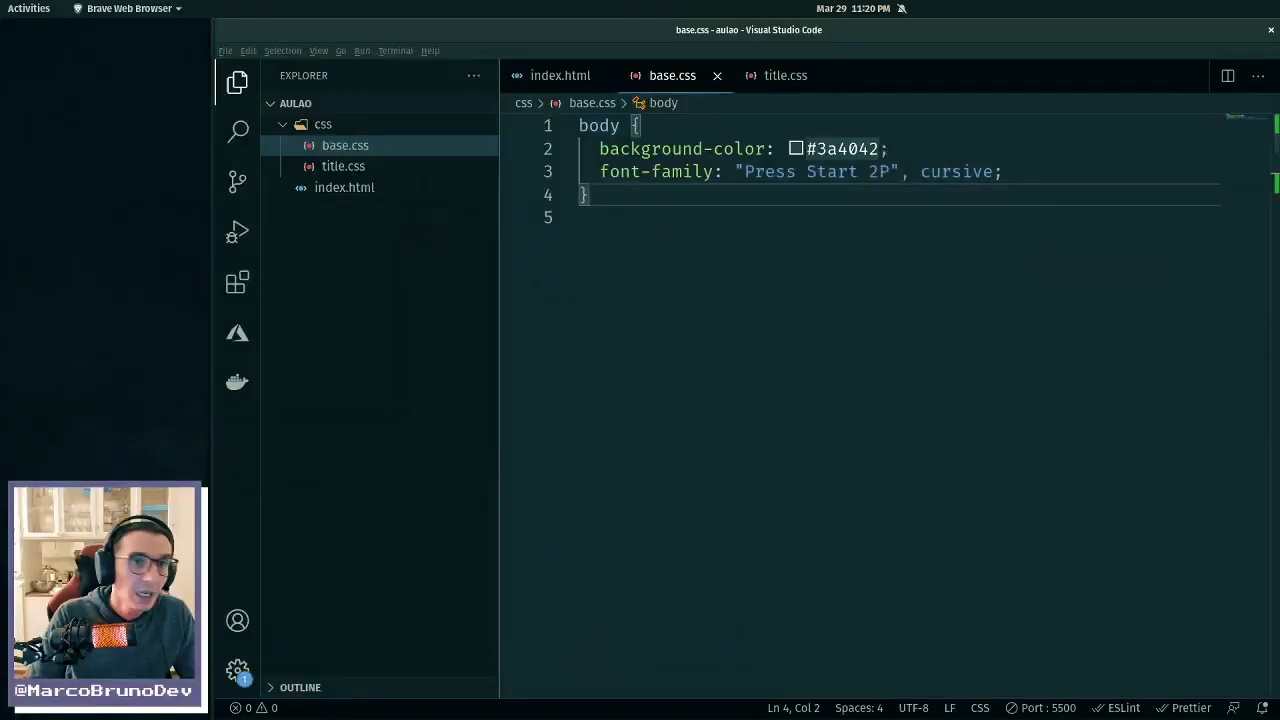 Activities
Brave Web Browser
Mar 29 11:20 PM
base.css - aulao - Visual Studio Code
File Edit Selection View Go Run Terminal Help
EXPLORER
AULAO
css
base.css
title.css
index.html
OUTLINE
index.html
base.css
title.css
css > base.css > body
1 body {
2 background-color: #3a4042;
3 font-family: "Press Start 2P", cursive;
4 }
5
1
@MarcoBrunoDev
0 0
Ln 4, Col 2
Spaces: 4
UTF-8
LF
CSS
Port : 5500
ESLint
Prettier